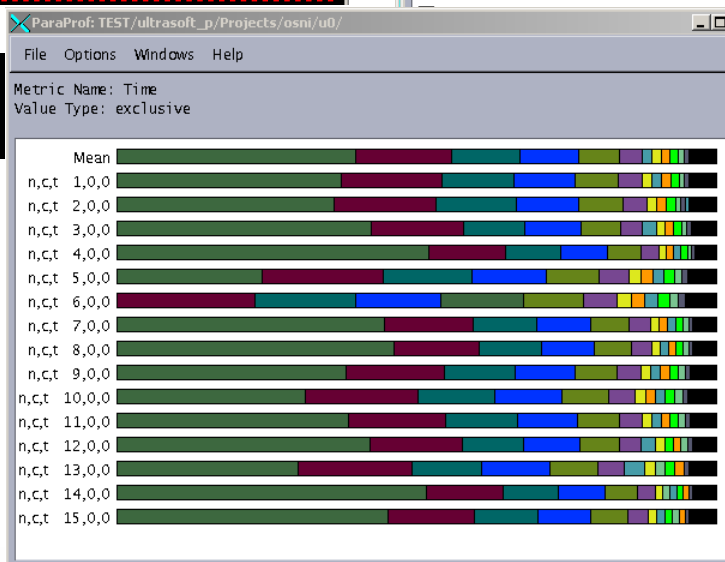 ParaProf: TEST/ultrasoft_p/Projects/osni/u0/
File Options Windows Help
Metric Name: Time
Value Type: exclusive
Mean
n,c,t 1,0,0
n,c,t 2,0,0
n,c,t 3,0,0
n,c,t 4,0,0
n,c,t 5,0,0
n,c,t 6,0,0
n,c,t 7,0,0
n,c,t 8,0,0
n,c,t 9,0,0
n,c,t 10,0,0
n,c,t 11,0,0
n,c,t 12,0,0
n,c,t 13,0,0
n,c,t 14,0,0
n,c,t 15,0,0